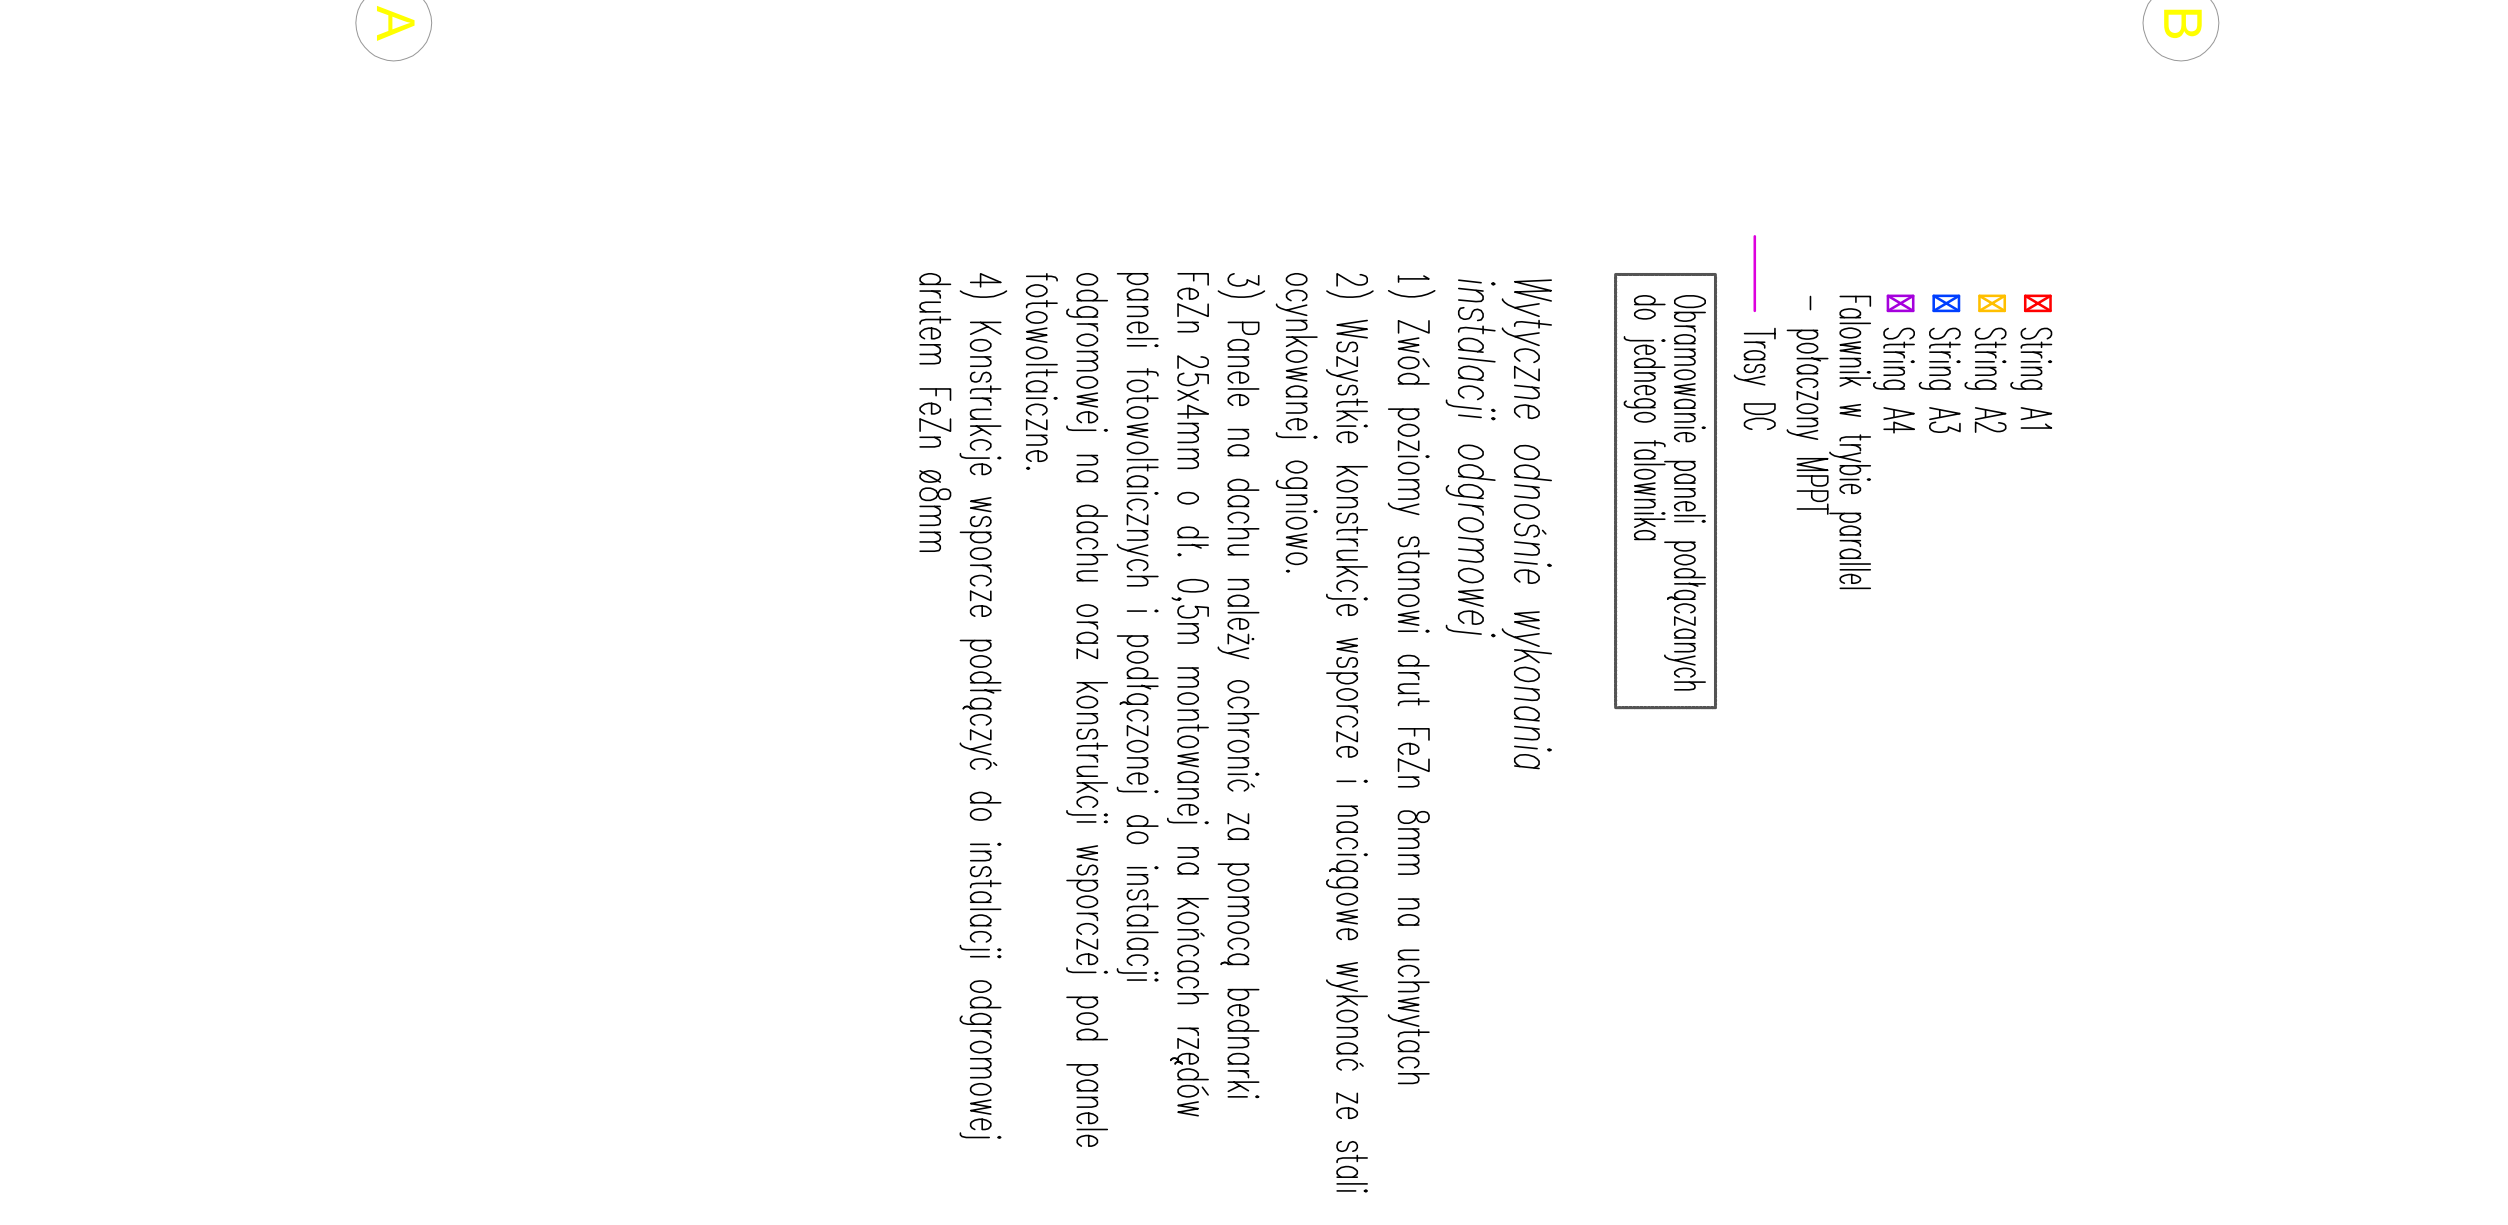 A
B
String A1
String A2
String A3
String A4
Falownik w trybie parallel
- połączony MPPT
Trasy DC
Obramowanie paneli podłączanych
do jednego falownika
Wytyczne odnośnie wykonania
instalacji odgromowej
1) Zwód poziomy stanowi drut FeZn 8mm na uchwytach
2) Wszystkie konstrukcje wsporcze i naciągowe wykonać ze stali
ocynkowanej ogniowo.
3) Panele na dachu należy ochronić za pomocą bednarki
FeZn 25x4mm o dł. 0,5m montowanej na końcach rzędów
paneli fotowoltaicznych i podłączonej do instalacji
odgromowej na dachu oraz konstrukcji wsporczej pod panele
fotowoltaiczne.
4) Konstrukcje wsporcze podłączyć do instalacji odgromowej
drutem FeZn ø8mm